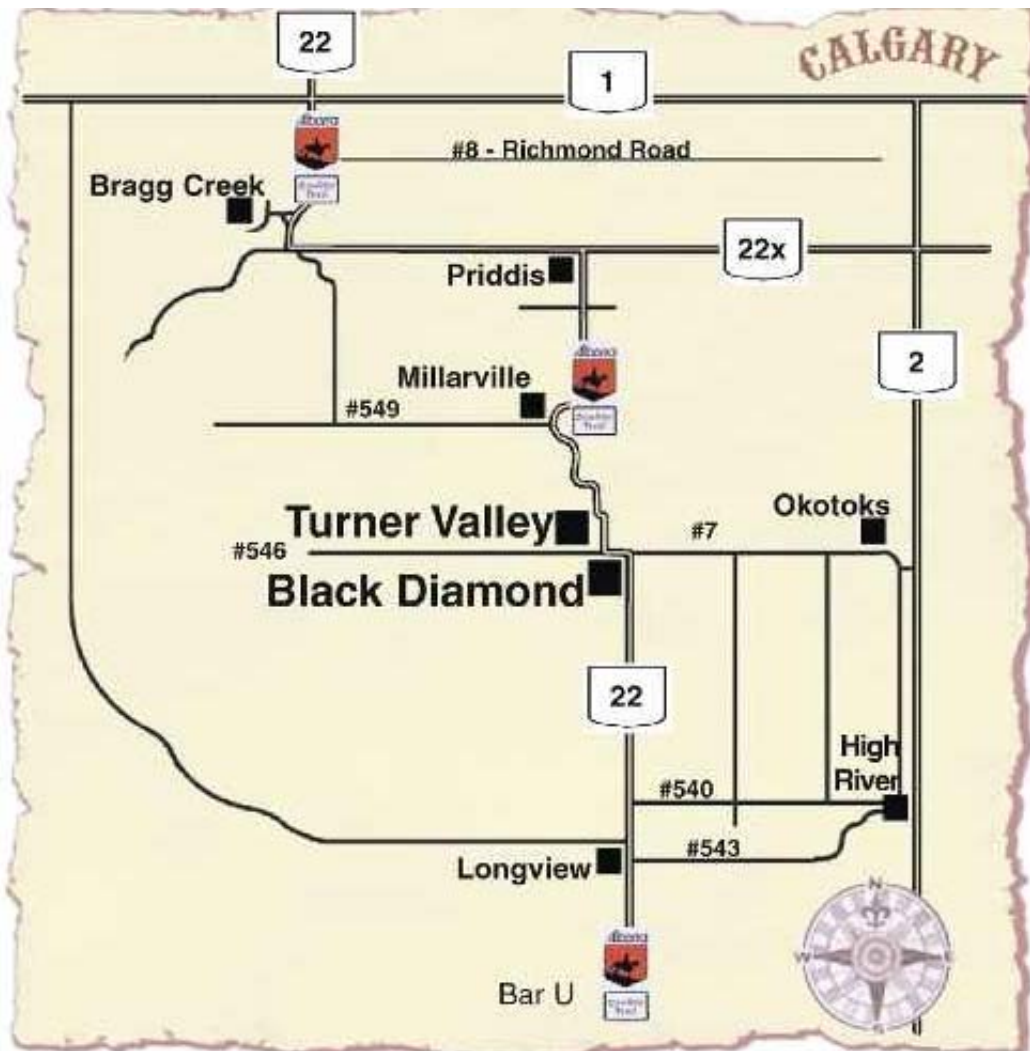 22
CALGARY
1
#8 - Richmond Road
Bragg Creek
22x
Priddis
2
Millarville
#549
Okotoks
Turner Valley
#7
#546
Black Diamond
22
High
River
#540
#543
Longview
N
W
E
S
Bar U